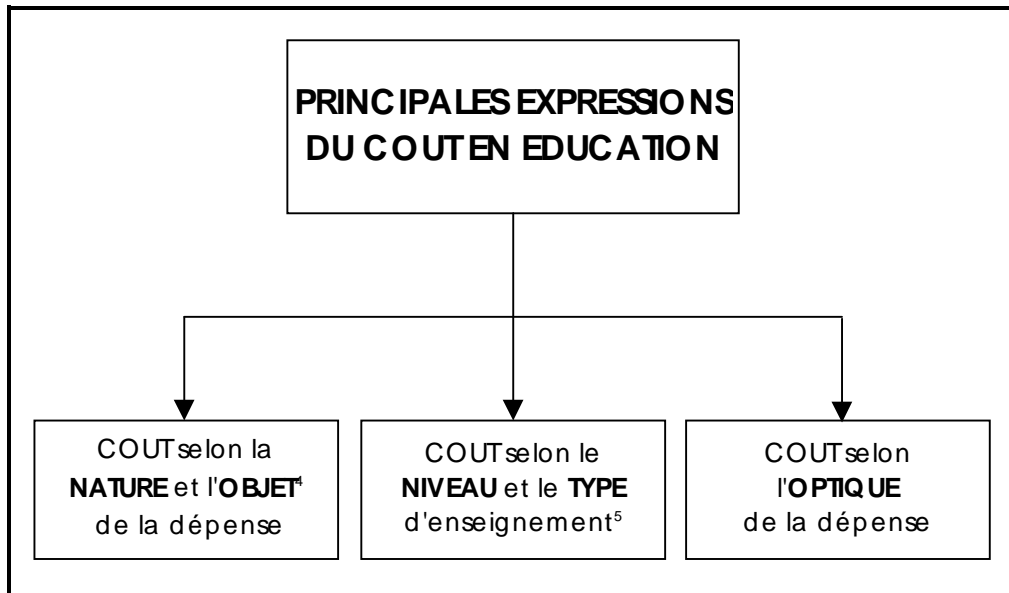 PRINCIPALES EXPRESSIONS
DU COUT EN EDUCATION
COUT selon la
NATURE et l'OBJET⁴
de la dépense
COUT selon le
NIVEAU et le TYPE
d'enseignement⁵
COUT selon
l'OPTIQUE
de la dépense